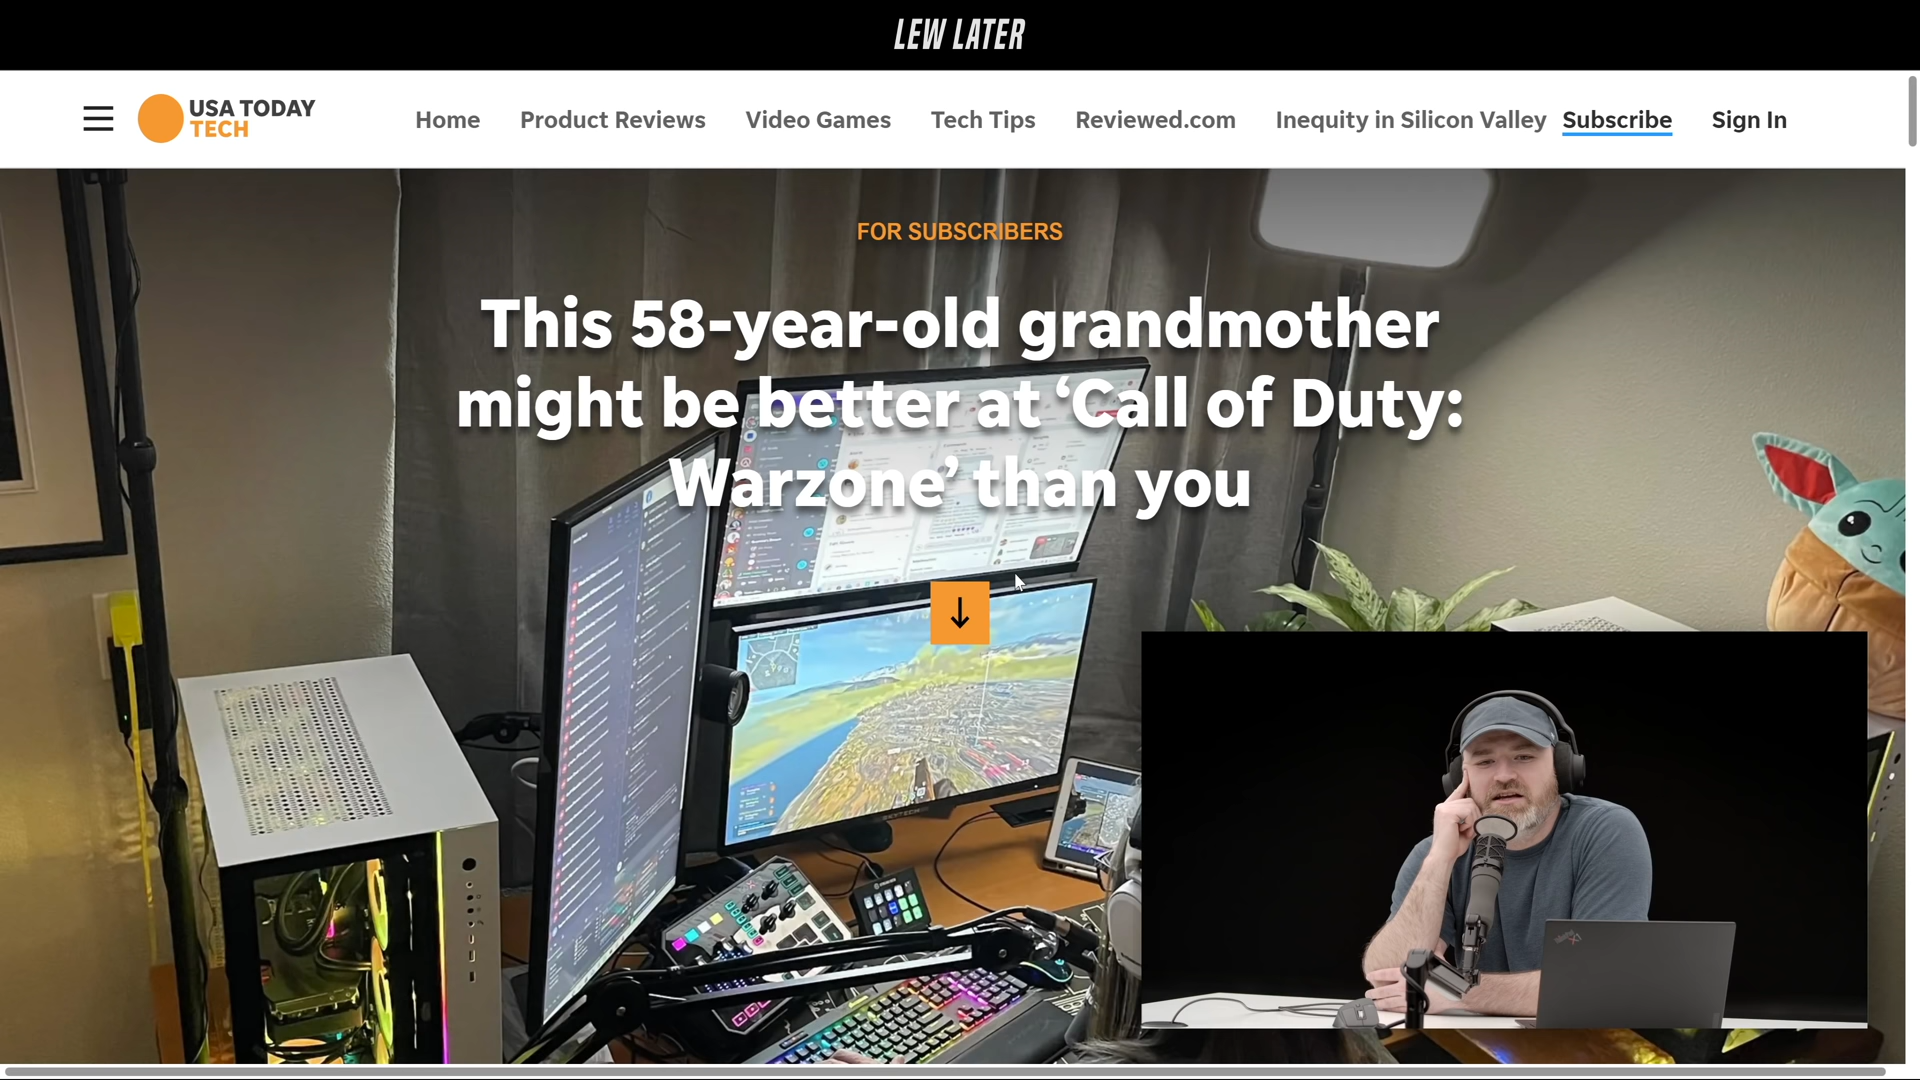 LEW LATER
USA TODAY
TECH
Home
Product Reviews
Video Games
Tech Tips
Reviewed.com
Inequity in Silicon Valley
Subscribe
Sign In
FOR SUBSCRIBERS
This 58-year-old grandmother
might be better at ‘Call of Duty:
Warzone’ than you